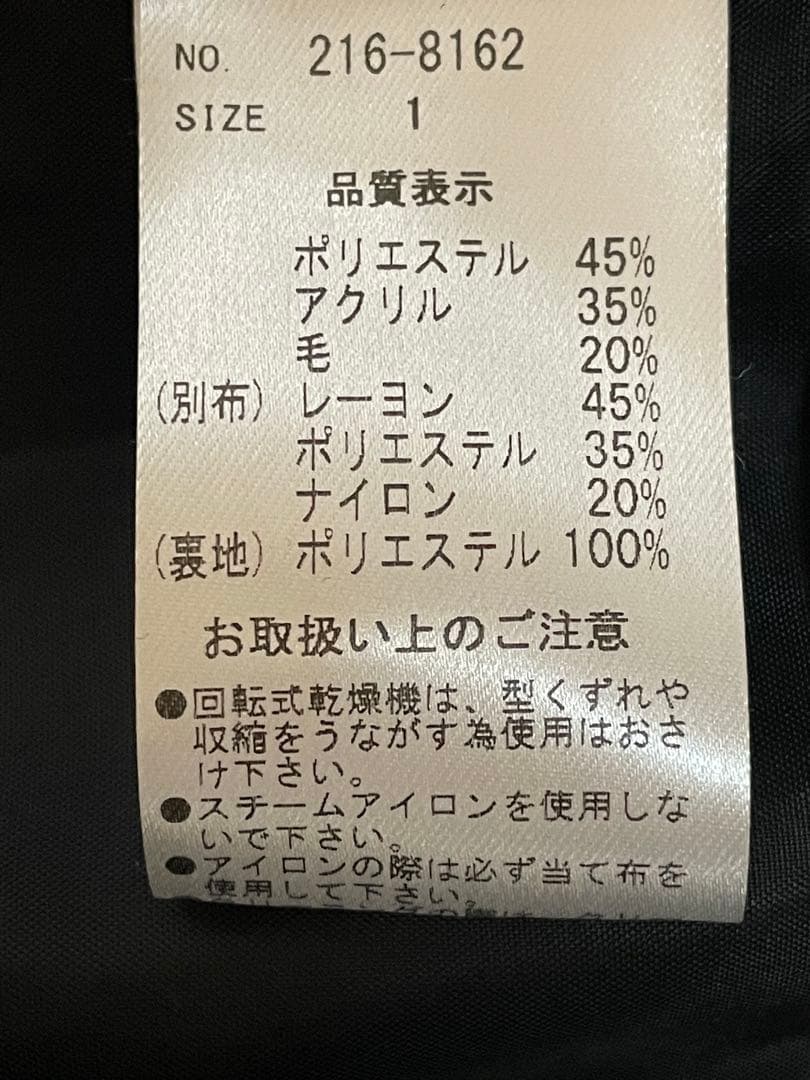 NO. 216-8162
SIZE 1
品質表示
ポリエステル 45%
アクリル 35%
毛 20%
(別布) レーヨン 45%
ポリエステル 35%
ナイロン 20%
(裏地) ポリエステル 100%
お取扱い上のご注意
●回転式乾燥機は、型くずれや
収縮をうながす為使用はおさ
け下さい。
●スチームアイロンを使用しな
いで下さい。
●アイロンの際は必ず当て布を
使用して下さい。